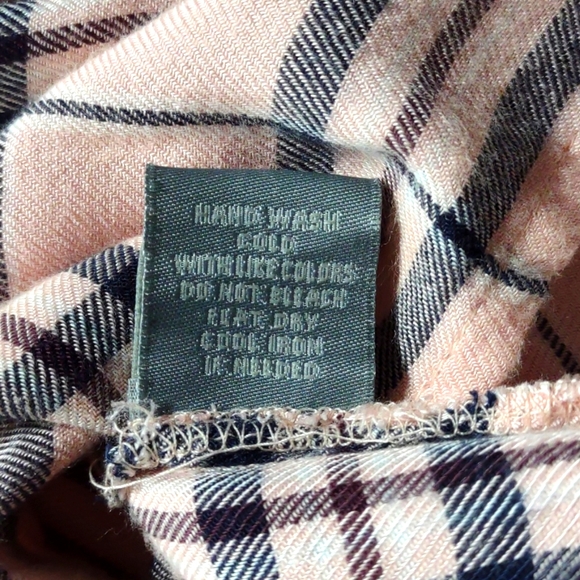 HAND WASH
COLD
WITH LIKE COLORS
DO NOT BLEACH
FLAT DRY
COOL IRON
IF NEEDED